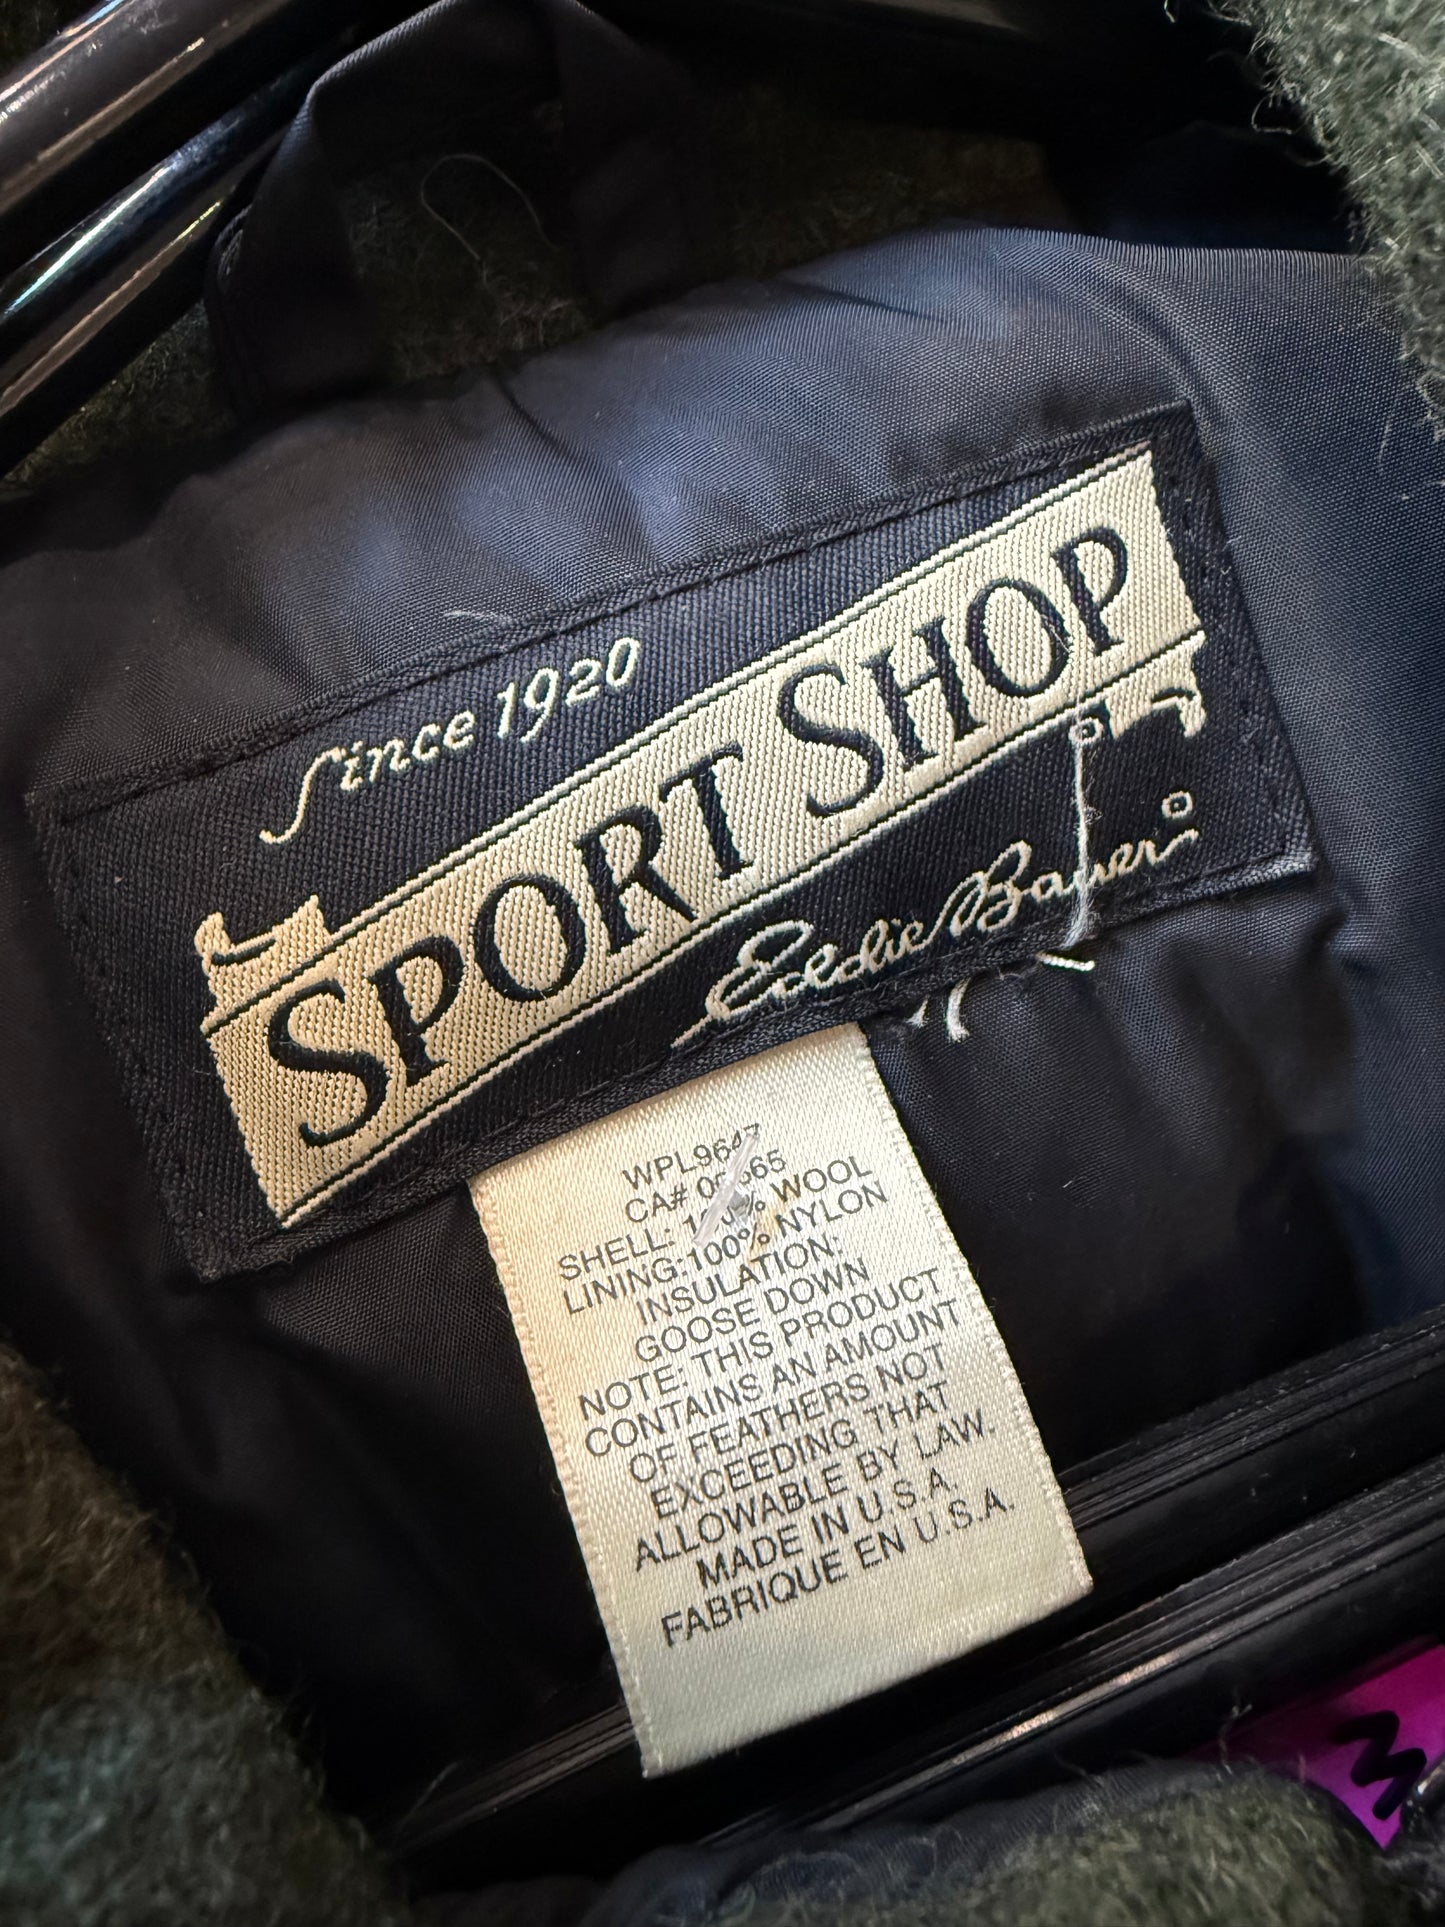 Since 1920
SPORT SHOP
Eddie Bauer
WPL9647
CA#
SHELL: 100% WOOL
LINING:100% NYLON
INSULATION:
GOOSE DOWN
NOTE: THIS PRODUCT
CONTAINS AN AMOUNT
OF FEATHERS NOT
EXCEEDING THAT
ALLOWABLE BY LAW.
MADE IN U.S.A.
FABRIQUE EN U.S.A.